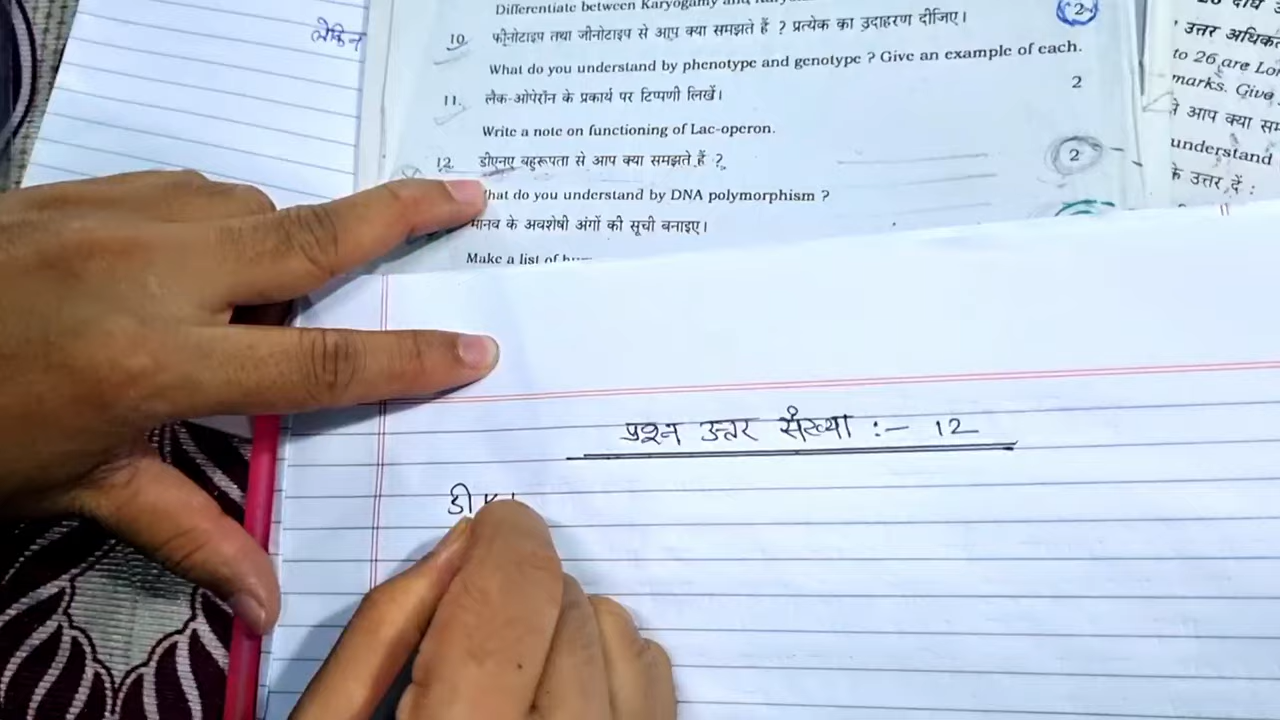 लेकिन
Differentiate between Karyogamy and
2
10. फीनोटाइप तथा जीनोटाइप से आप क्या समझते हैं ? प्रत्येक का उदाहरण दीजिए।
What do you understand by phenotype and genotype ? Give an example of each.
2
11. लैक-ओपेरॉन के प्रकार्य पर टिप्पणी लिखें।
Write a note on functioning of Lac-operon.
12. डीएनए बहुरूपता से आप क्या समझते हैं ?
2
What do you understand by DNA polymorphism ?
मानव के अवशेषी अंगों की सूची बनाइए।
Make a list of
उत्तर
to 26 are
marks. Give
आप क्या
understand
के उत्तर दें :
प्रश्न उत्तर संख्या :- 12
डी